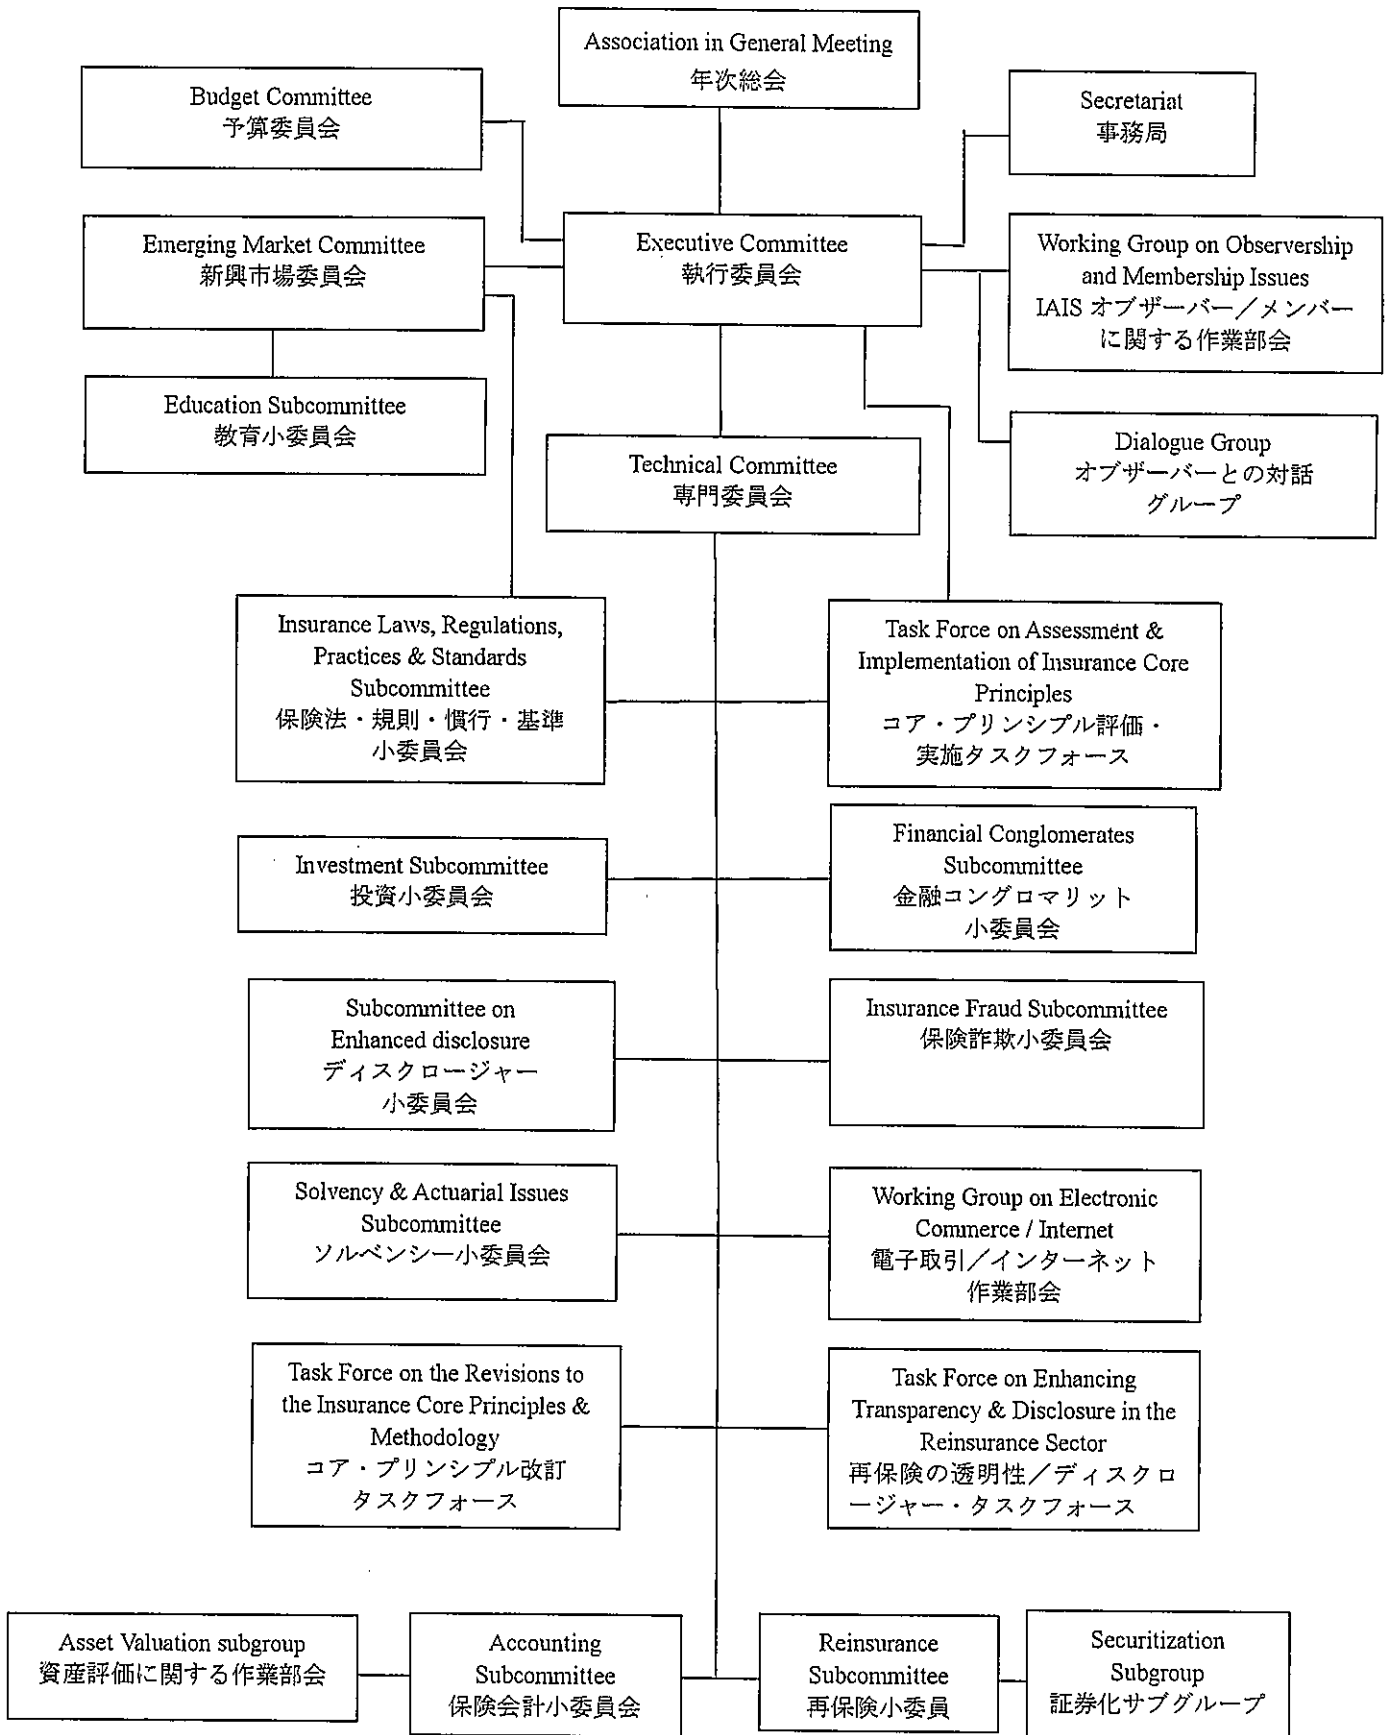 Association in General Meeting
年次総会
Budget Committee
予算委員会
Secretariat
事務局
Emerging Market Committee
新興市場委員会
Executive Committee
執行委員会
Working Group on Observership
and Membership Issues
IAIS オブザーバー／メンバー
に関する作業部会
Education Subcommittee
教育小委員会
Technical Committee
専門委員会
Dialogue Group
オブザーバーとの対話
グループ
Insurance Laws, Regulations,
Practices & Standards
Subcommittee
保険法・規則・慣行・基準
小委員会
Task Force on Assessment &
Implementation of Insurance Core
Principles
コア・プリンシプル評価・
実施タスクフォース
Investment Subcommittee
投資小委員会
Financial Conglomerates
Subcommittee
金融コングロマリット
小委員会
Subcommittee on
Enhanced disclosure
ディスクロージャー
小委員会
Insurance Fraud Subcommittee
保険詐欺小委員会
Solvency & Actuarial Issues
Subcommittee
ソルベンシー小委員会
Working Group on Electronic
Commerce / Internet
電子取引／インターネット
作業部会
Task Force on the Revisions to
the Insurance Core Principles &
Methodology
コア・プリンシプル改訂
タスクフォース
Task Force on Enhancing
Transparency & Disclosure in the
Reinsurance Sector
再保険の透明性／ディスクロ
ージャー・タスクフォース
Asset Valuation subgroup
資産評価に関する作業部会
Accounting
Subcommittee
保険会計小委員会
Reinsurance
Subcommittee
再保険小委員
Securitization
Subgroup
証券化サブグループ